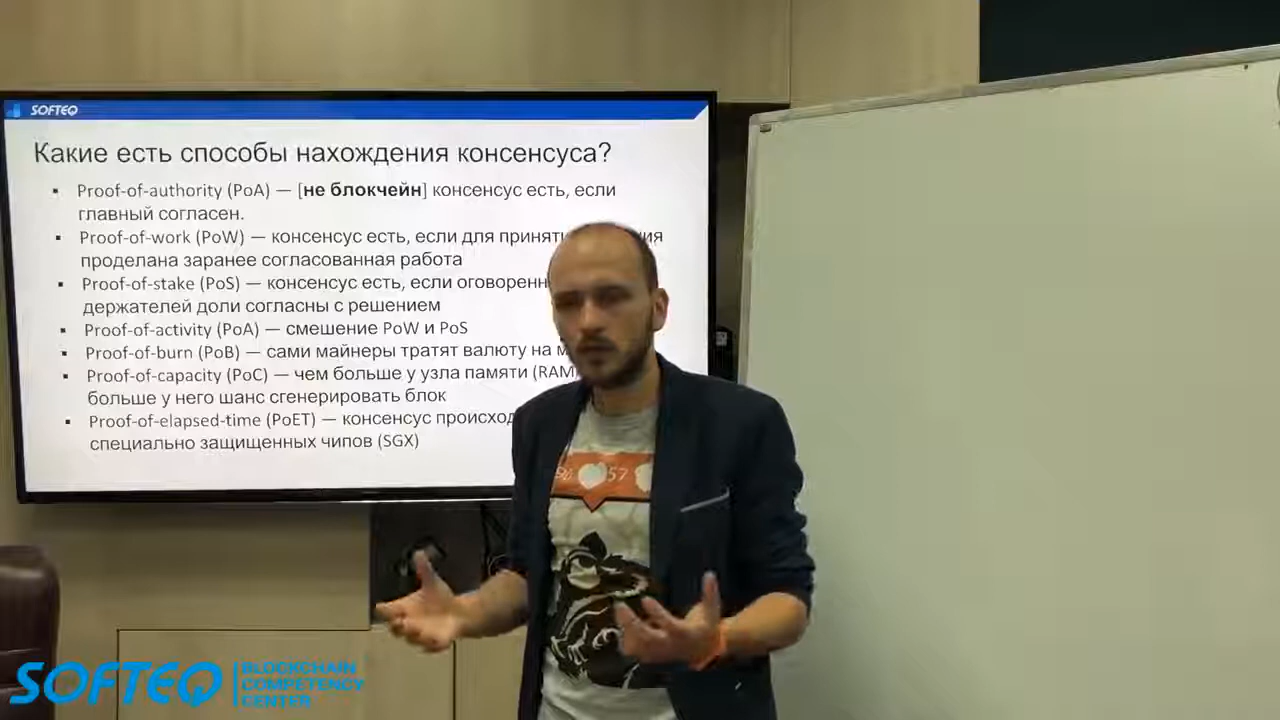 SOFTEQ
Какие есть способы нахождения консенсуса?
▪ Proof-of-authority (PoA) — [не блокчейн] консенсус есть, если
главный согласен.
▪ Proof-of-work (PoW) — консенсус есть, если для
проделана заранее согласованная работа
▪ Proof-of-stake (PoS) — консенсус есть, если
держателей доли согласны с решением
▪ Proof-of-activity (PoA) — смешение PoW и PoS
▪ Proof-of-burn (PoB) — сами майнеры тратят валюту на
▪ Proof-of-capacity (PoC) — чем больше у узла памяти (RAM
больше у него шанс сгенерировать блок
▪ Proof-of-elapsed-time (PoET) — консенсус
специально защищенных чипов (SGX)
57
SOFTEQ
BLOCKCHAIN
COMPETENCY
CENTER